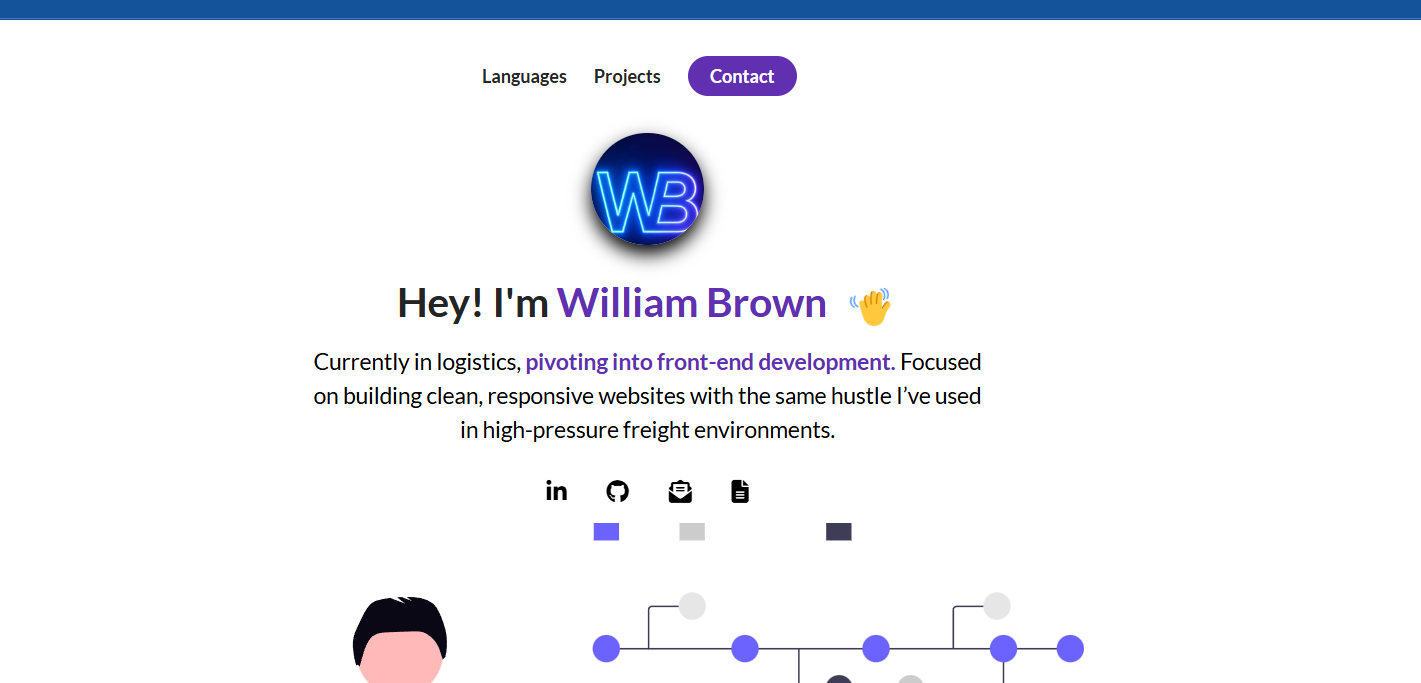 Languages Projects Contact
WB
Hey! I'm William Brown
Currently in logistics, pivoting into front-end development. Focused
on building clean, responsive websites with the same hustle I’ve used
in high-pressure freight environments.
in